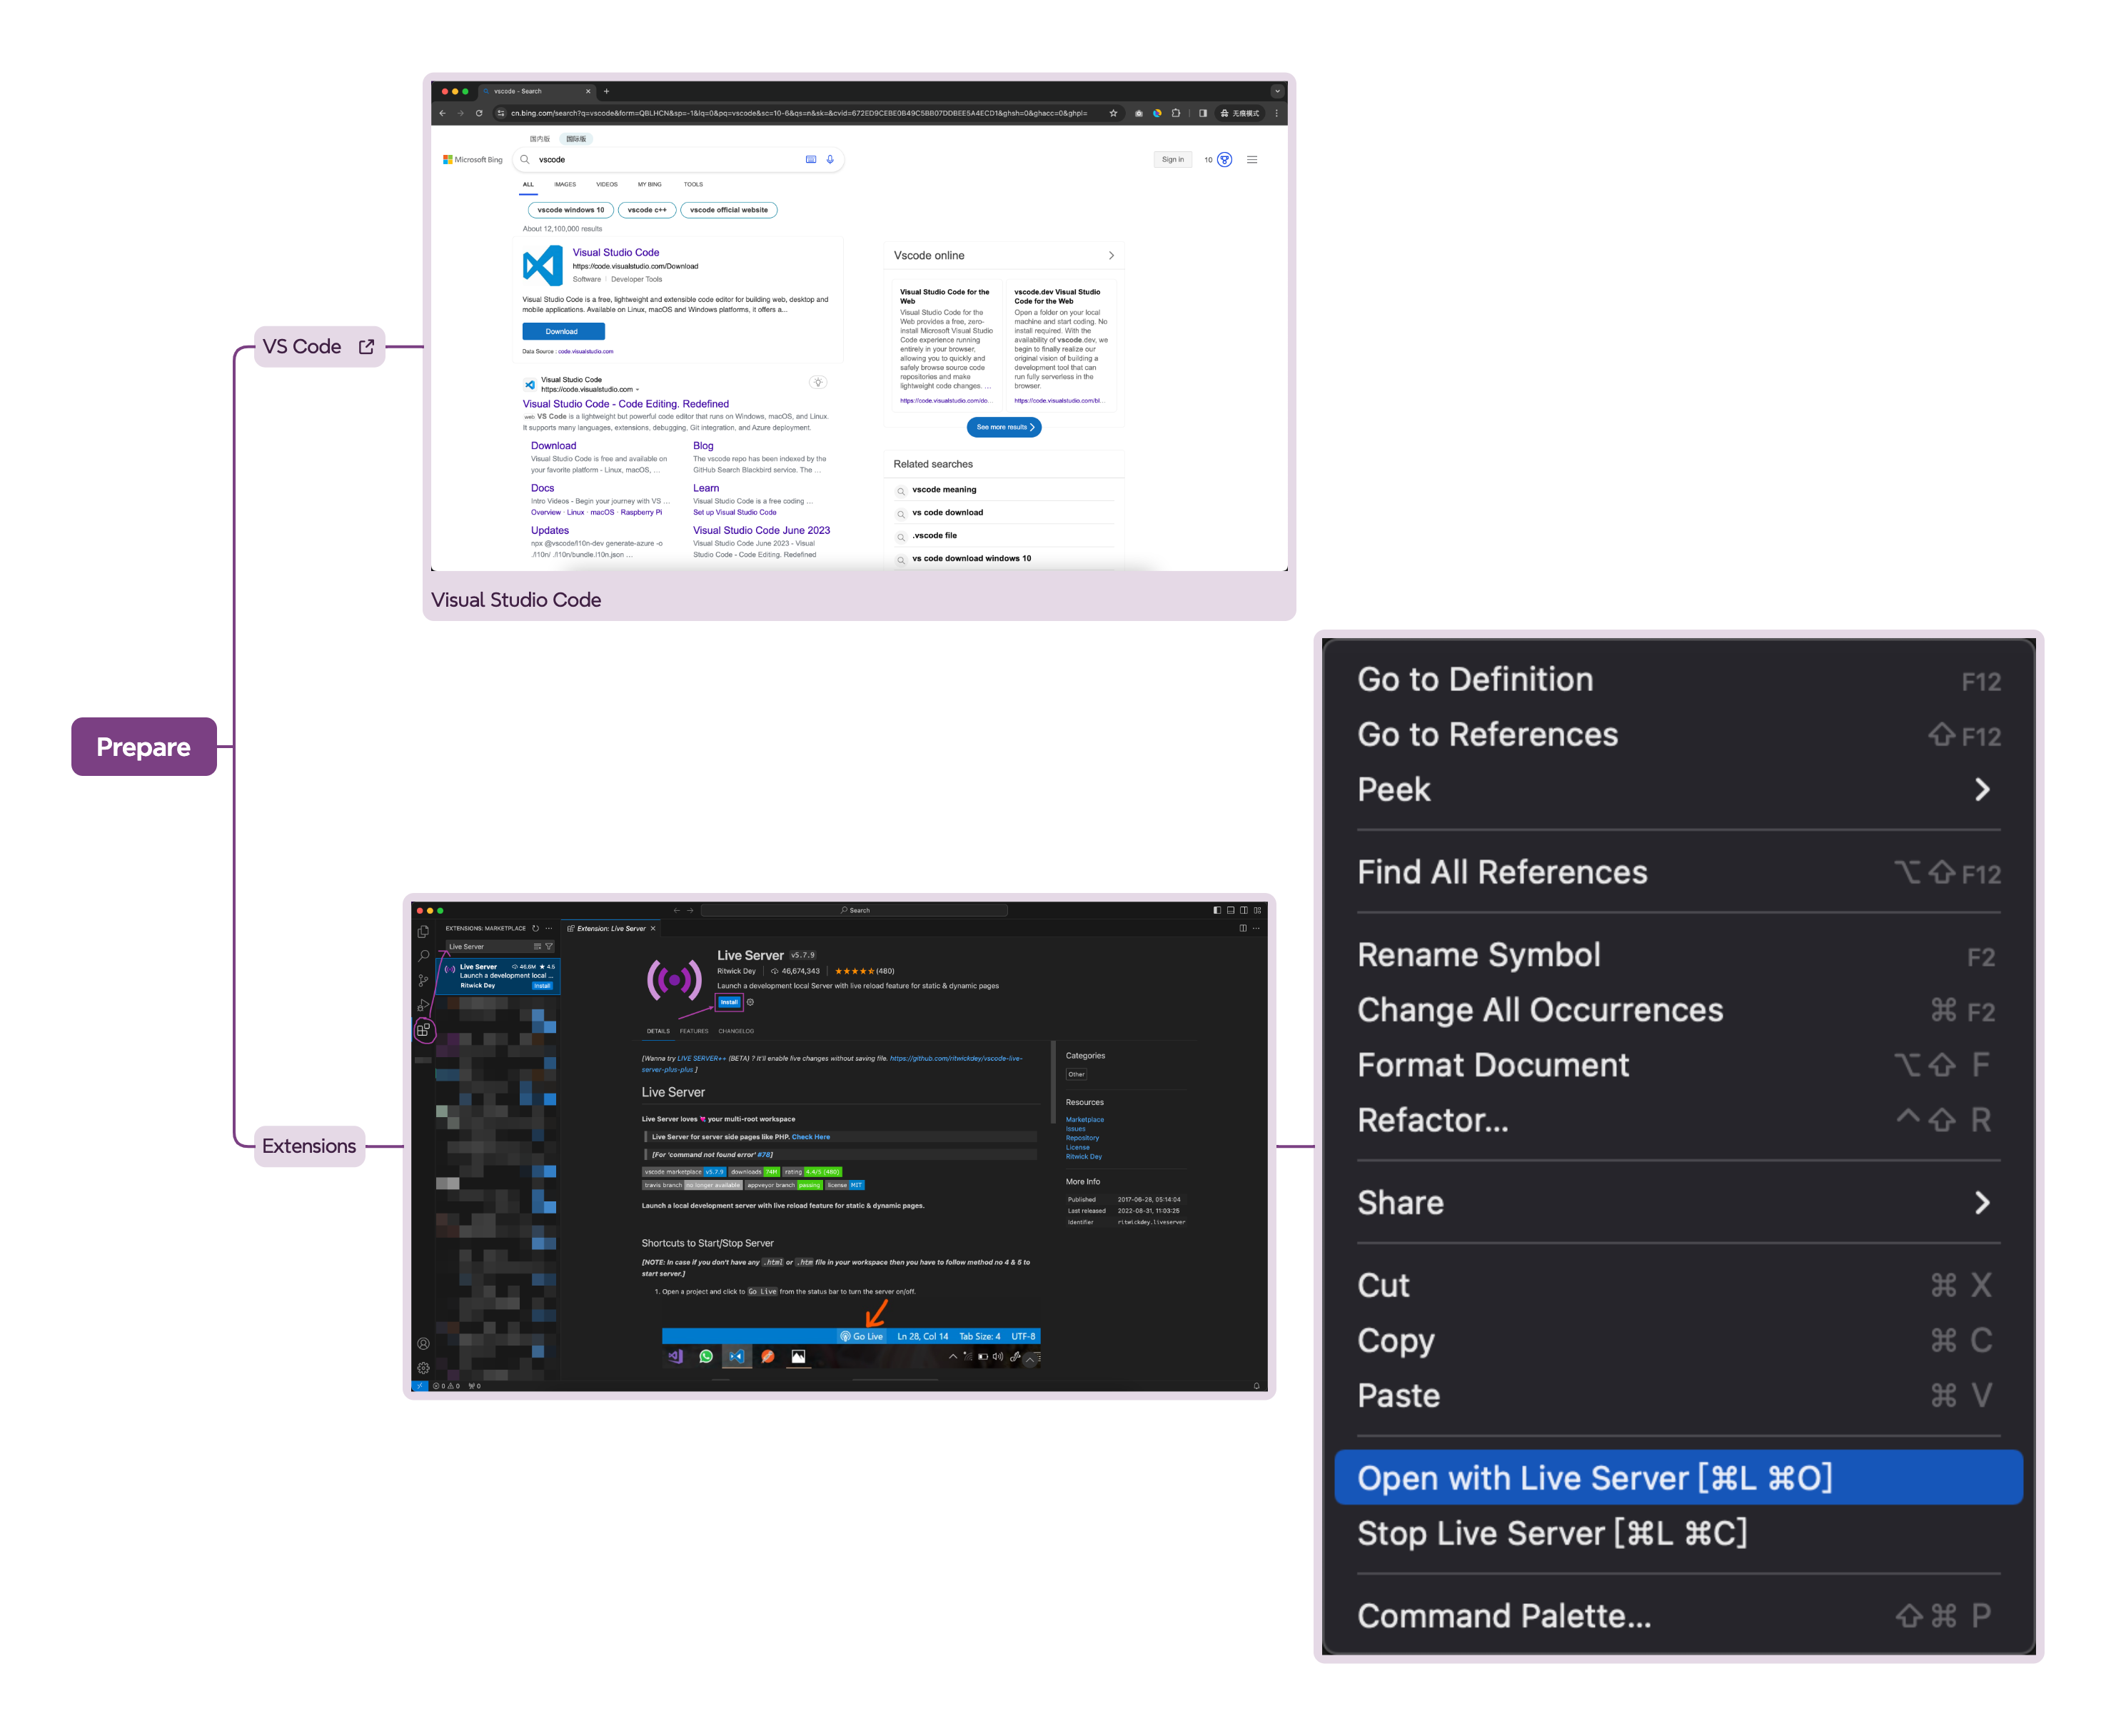 Prepare
VS Code
vscode - Search
cn.bing.com/search?q=vscode&form=QBLHCN&sp=-1&lq=0&pq=vscode&sc=10-6&qs=n&sk=&cvid=672ED9CEBE0B49C5BB07DDBEE5A4ECD1&ghsh=0&ghacc=0&ghpl=
无痕模式
国内版 国际版
Microsoft Bing
vscode
Sign in
10
ALL IMAGES VIDEOS MY BING TOOLS
vscode windows 10 vscode c++ vscode official website
About 12,100,000 results
Visual Studio Code
https://code.visualstudio.com/Download
Software Developer Tools
Visual Studio Code is a free, lightweight and extensible code editor for building web, desktop and
mobile applications. Available on Linux, macOS and Windows platforms, it offers a...
Download
Data Source : code.visualstudio.com
Visual Studio Code
https://code.visualstudio.com
Visual Studio Code - Code Editing. Redefined
web VS Code is a lightweight but powerful code editor that runs on Windows, macOS, and Linux.
It supports many languages, extensions, debugging, Git integration, and Azure deployment.
Download
Visual Studio Code is free and available on
your favorite platform - Linux, macOS, ...
Blog
The vscode repo has been indexed by the
GitHub Search Blackbird service. The ...
Docs
Intro Videos - Begin your journey with VS ...
Overview · Linux · macOS · Raspberry Pi
Learn
Visual Studio Code is a free coding ...
Set up Visual Studio Code
Updates
npx @vscode/l10n-dev generate-azure -o
./l10n/ ./l10n/bundle.l10n.json ...
Visual Studio Code June 2023
Visual Studio Code June 2023 - Visual
Studio Code - Code Editing. Redefined
Vscode online
Visual Studio Code for the
Web
Visual Studio Code for the
Web provides a free, zero-
install Microsoft Visual Studio
Code experience running
entirely in your browser,
allowing you to quickly and
safely browse source code
repositories and make
lightweight code changes. ...
https://code.visualstudio.com/do...
vscode.dev Visual Studio
Code for the Web
Open a folder on your local
machine and start coding. No
install required. With the
availability of vscode.dev, we
begin to finally realize our
original vision of building a
development tool that can
run fully serverless in the
browser.
https://code.visualstudio.com/bl...
See more results
Related searches
vscode meaning
vs code download
.vscode file
vs code download windows 10
Visual Studio Code
Extensions
Search
EXTENSIONS: MARKETPLACE
Live Server
Live Server 46.6M ★ 4.5
Launch a development local ...
Ritwick Dey Install
Extension: Live Server
Live Server v5.7.9
Ritwick Dey 46,674,343 (480)
Launch a development local Server with live reload feature for static & dynamic pages
Install
DETAILS FEATURES CHANGELOG
[Wanna try LIVE SERVER++ (BETA) ? It'll enable live changes without saving file. https://github.com/ritwickdey/vscode-live-
server-plus-plus ]
Live Server
Live Server loves 💘 your multi-root workspace
Live Server for server side pages like PHP. Check Here
[For 'command not found error' #78]
vscode marketplace v5.7.9 downloads 74M rating 4.4/5 (480)
travis branch no longer available appveyor branch passing license MIT
Launch a local development server with live reload feature for static & dynamic pages.
Shortcuts to Start/Stop Server
[NOTE: In case if you don't have any .html or .htm file in your workspace then you have to follow method no 4 & 5 to
start server.]
1. Open a project and click to Go Live from the status bar to turn the server on/off.
Go Live Ln 28, Col 14 Tab Size: 4 UTF-8
Categories
Other
Resources
Marketplace
Issues
Repository
License
Ritwick Dey
More Info
Published 2017-06-28, 05:14:04
Last released 2022-08-31, 11:03:25
Identifier ritwickdey.liveserver
0 0 0
Go to Definition F12
Go to References ⇧ F12
Peek
Find All References ⌥ ⇧ F12
Rename Symbol F2
Change All Occurrences ⌘ F2
Format Document ⌥ ⇧ F
Refactor... ^ ⇧ R
Share
Cut ⌘ X
Copy ⌘ C
Paste ⌘ V
Open with Live Server [⌘L ⌘O]
Stop Live Server [⌘L ⌘C]
Command Palette... ⇧ ⌘ P